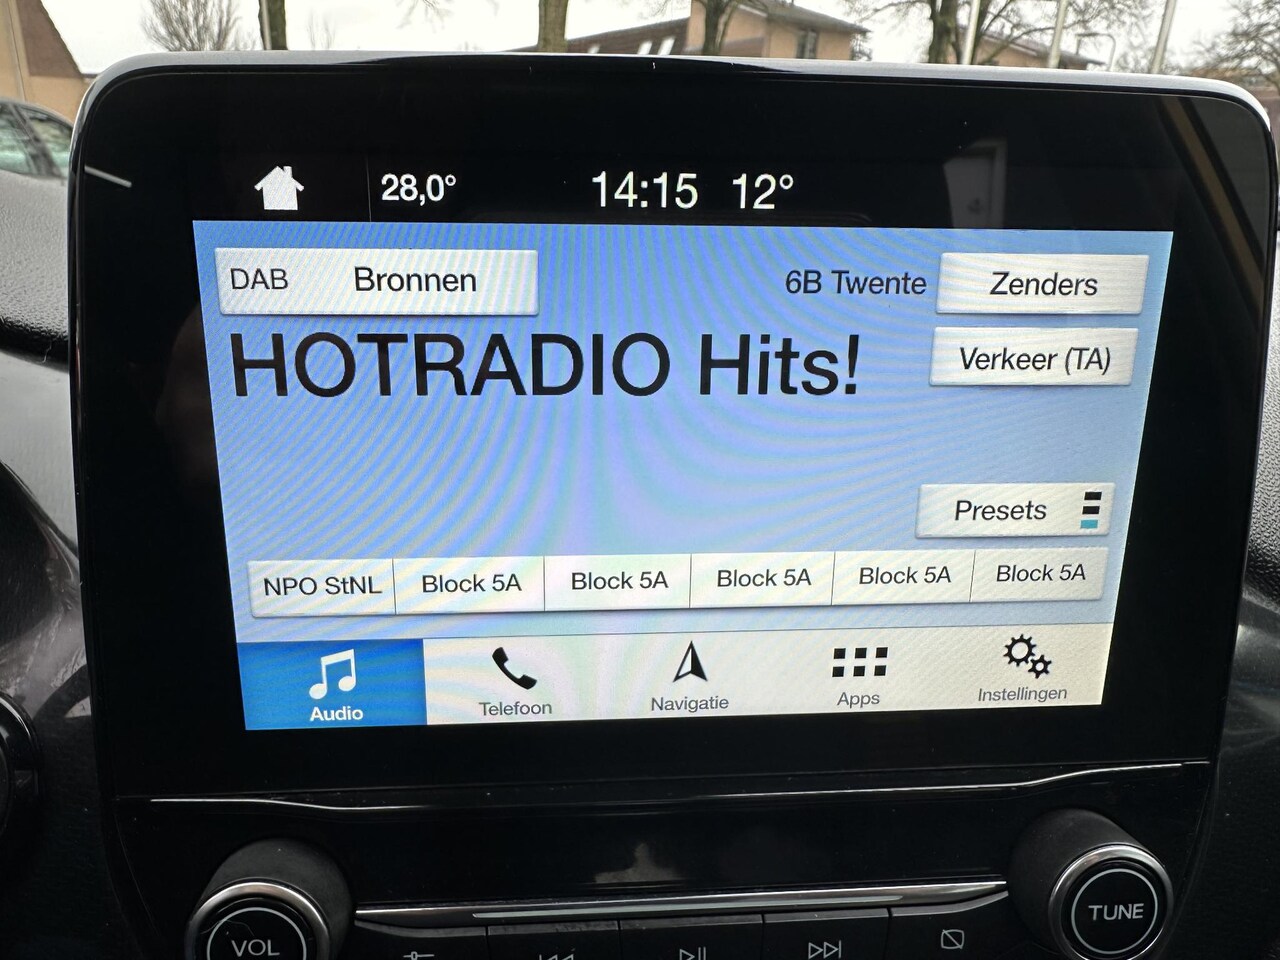 28,0° 14:15 12°
DAB Bronnen 6B Twente Zenders
HOTRADIO Hits!
Verkeer (TA)
Presets
NPO StNL Block 5A Block 5A Block 5A Block 5A Block 5A
Audio Telefoon Navigatie Apps Instellingen
VOL TUNE